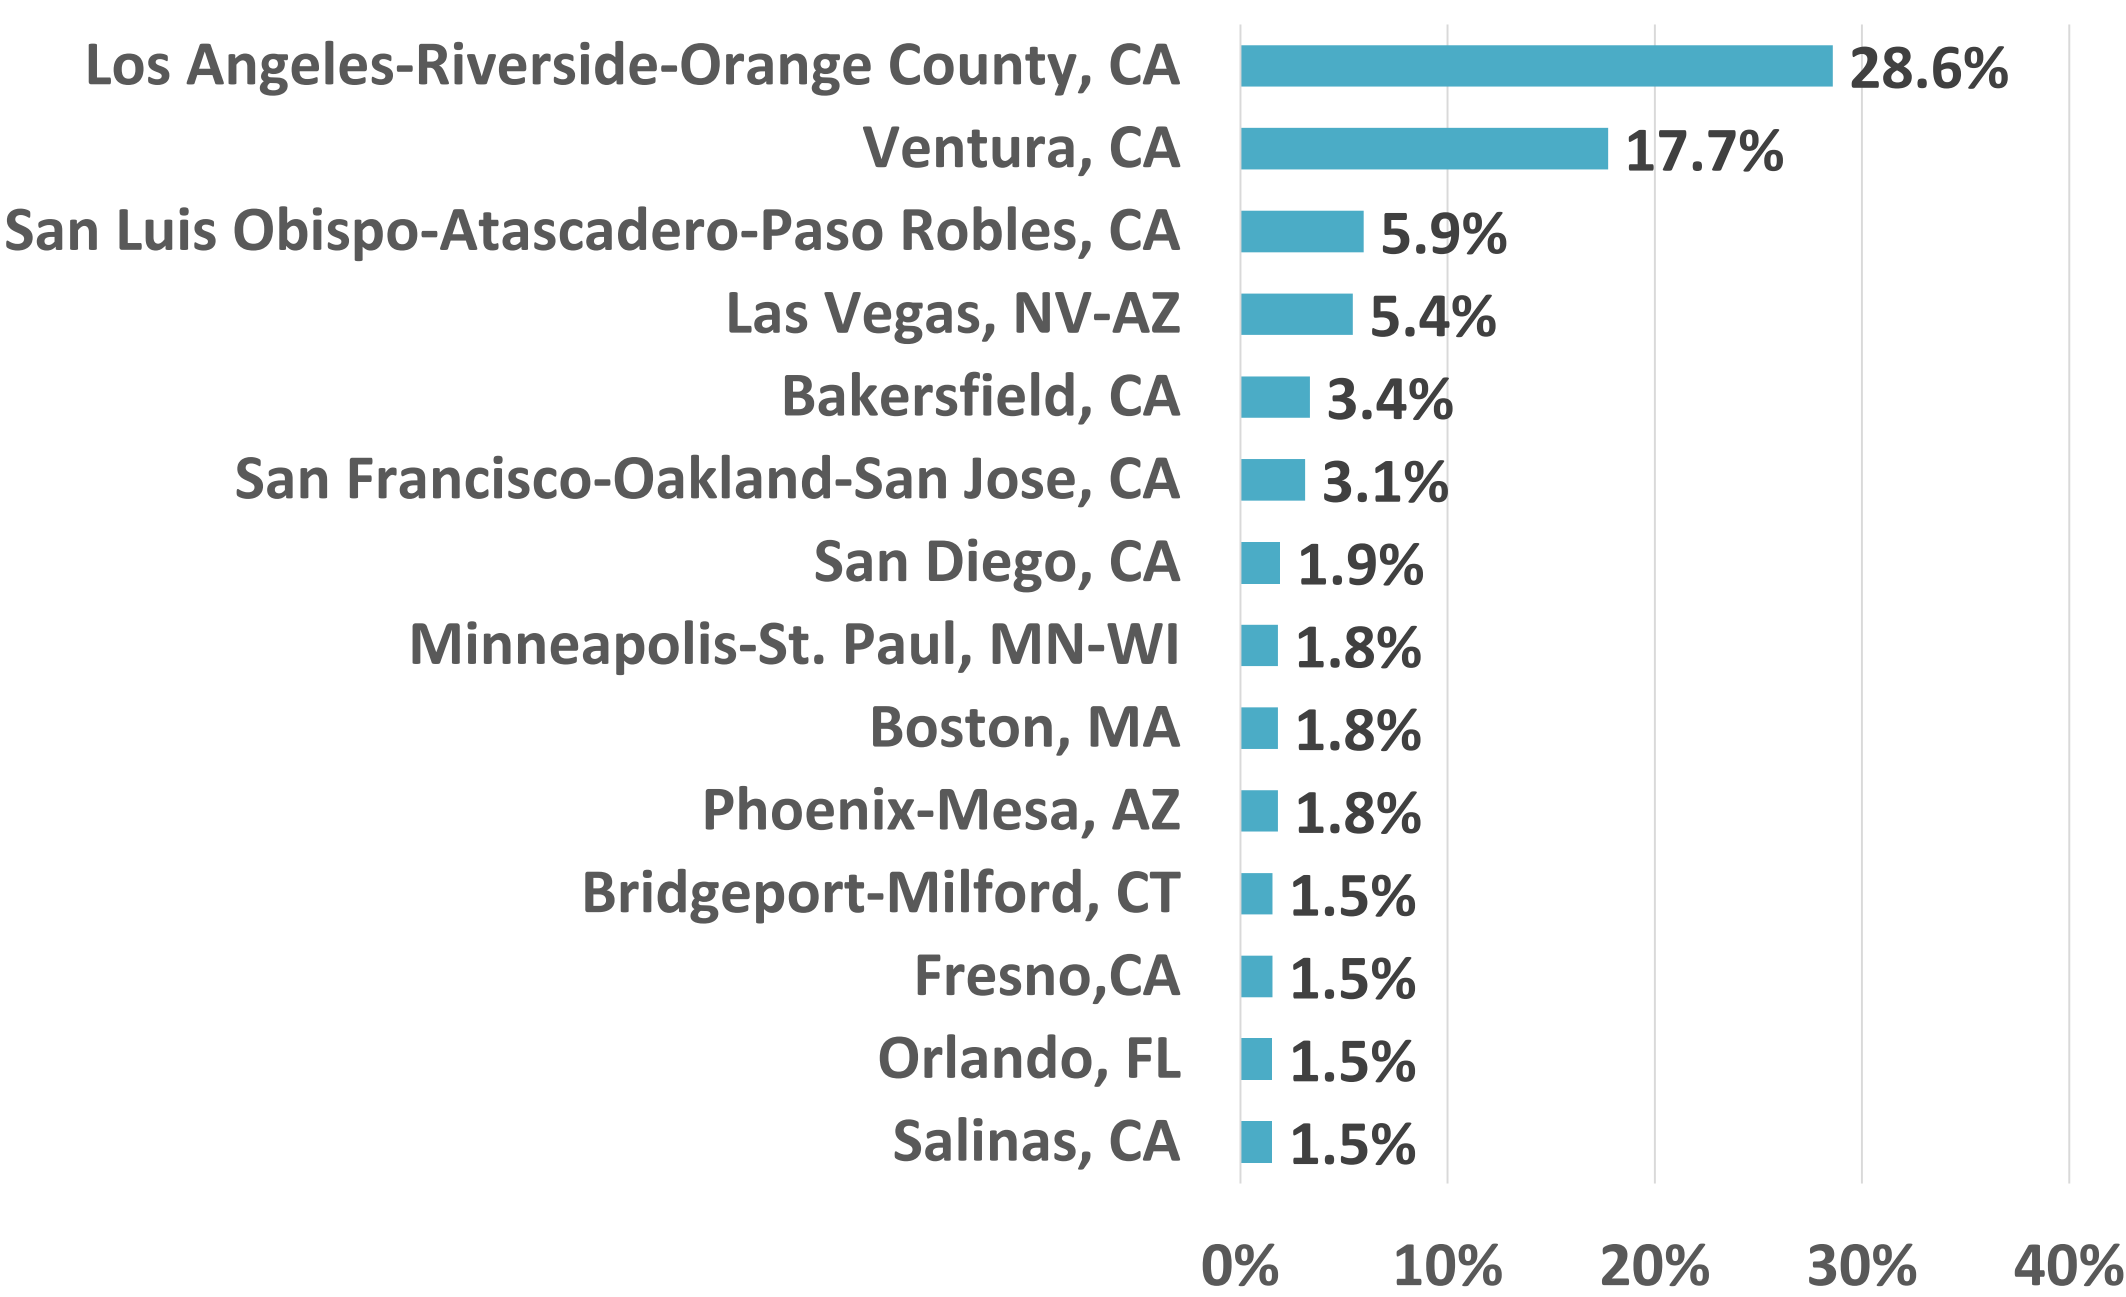 Los Angeles-Riverside-Orange County, CA 28.6%
Ventura, CA 17.7%
San Luis Obispo-Atascadero-Paso Robles, CA 5.9%
Las Vegas, NV-AZ 5.4%
Bakersfield, CA 3.4%
San Francisco-Oakland-San Jose, CA 3.1%
San Diego, CA 1.9%
Minneapolis-St. Paul, MN-WI 1.8%
Boston, MA 1.8%
Phoenix-Mesa, AZ 1.8%
Bridgeport-Milford, CT 1.5%
Fresno,CA 1.5%
Orlando, FL 1.5%
Salinas, CA 1.5%
0% 10% 20% 30% 40%